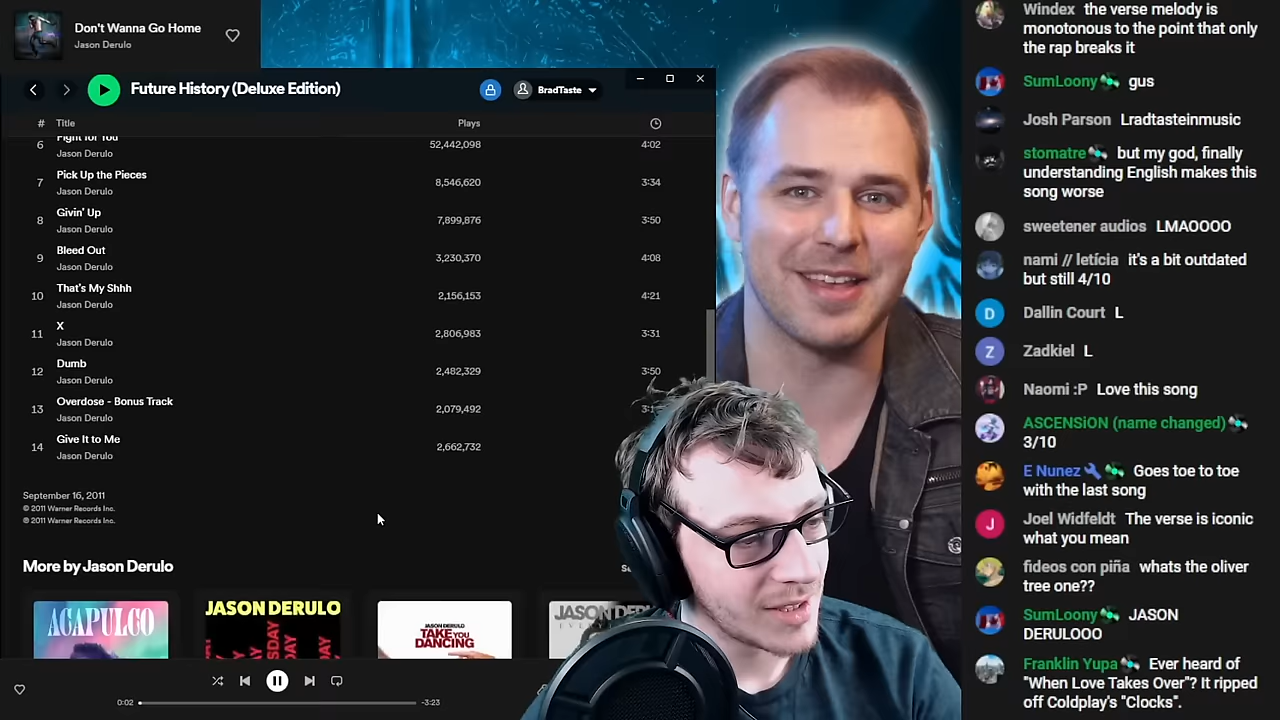 Don't Wanna Go Home
Jason Derulo
Future History (Deluxe Edition)
BradTaste
# Title Plays
6 Fight for You 52,442,098 4:02
Jason Derulo
7 Pick Up the Pieces 8,546,620 3:34
Jason Derulo
8 Givin' Up 7,899,876 3:50
Jason Derulo
9 Bleed Out 3,230,370 4:08
Jason Derulo
10 That's My Shhh 2,156,153 4:21
Jason Derulo
11 X 2,806,983 3:31
Jason Derulo
12 Dumb 2,482,329 3:50
Jason Derulo
13 Overdose - Bonus Track 2,079,492
Jason Derulo
14 Give It to Me 2,662,732
Jason Derulo
September 16, 2011
© 2011 Warner Records Inc.
℗ 2011 Warner Records Inc.
More by Jason Derulo
ACAPULCO
JASON DERULO
JASON DERULO
TAKE YOU
DANCING
JASON
0:02 -3:23
Windex the verse melody is
monotonous to the point that only
the rap breaks it
SumLoony gus
Josh Parson Lradtasteinmusic
stomatre but my god, finally
understanding English makes this
song worse
sweetener audios LMAOOOO
nami // letícia it's a bit outdated
but still 4/10
D Dallin Court L
Z Zadkiel L
Naomi :P Love this song
ASCENSiON (name changed)
3/10
E Nunez Goes toe to toe
with the last song
J Joel Widfeldt The verse is iconic
what you mean
fideos con piña whats the oliver
tree one??
SumLoony JASON
DERULOOO
Franklin Yupa Ever heard of
"When Love Takes Over"? It ripped
off Coldplay's "Clocks".